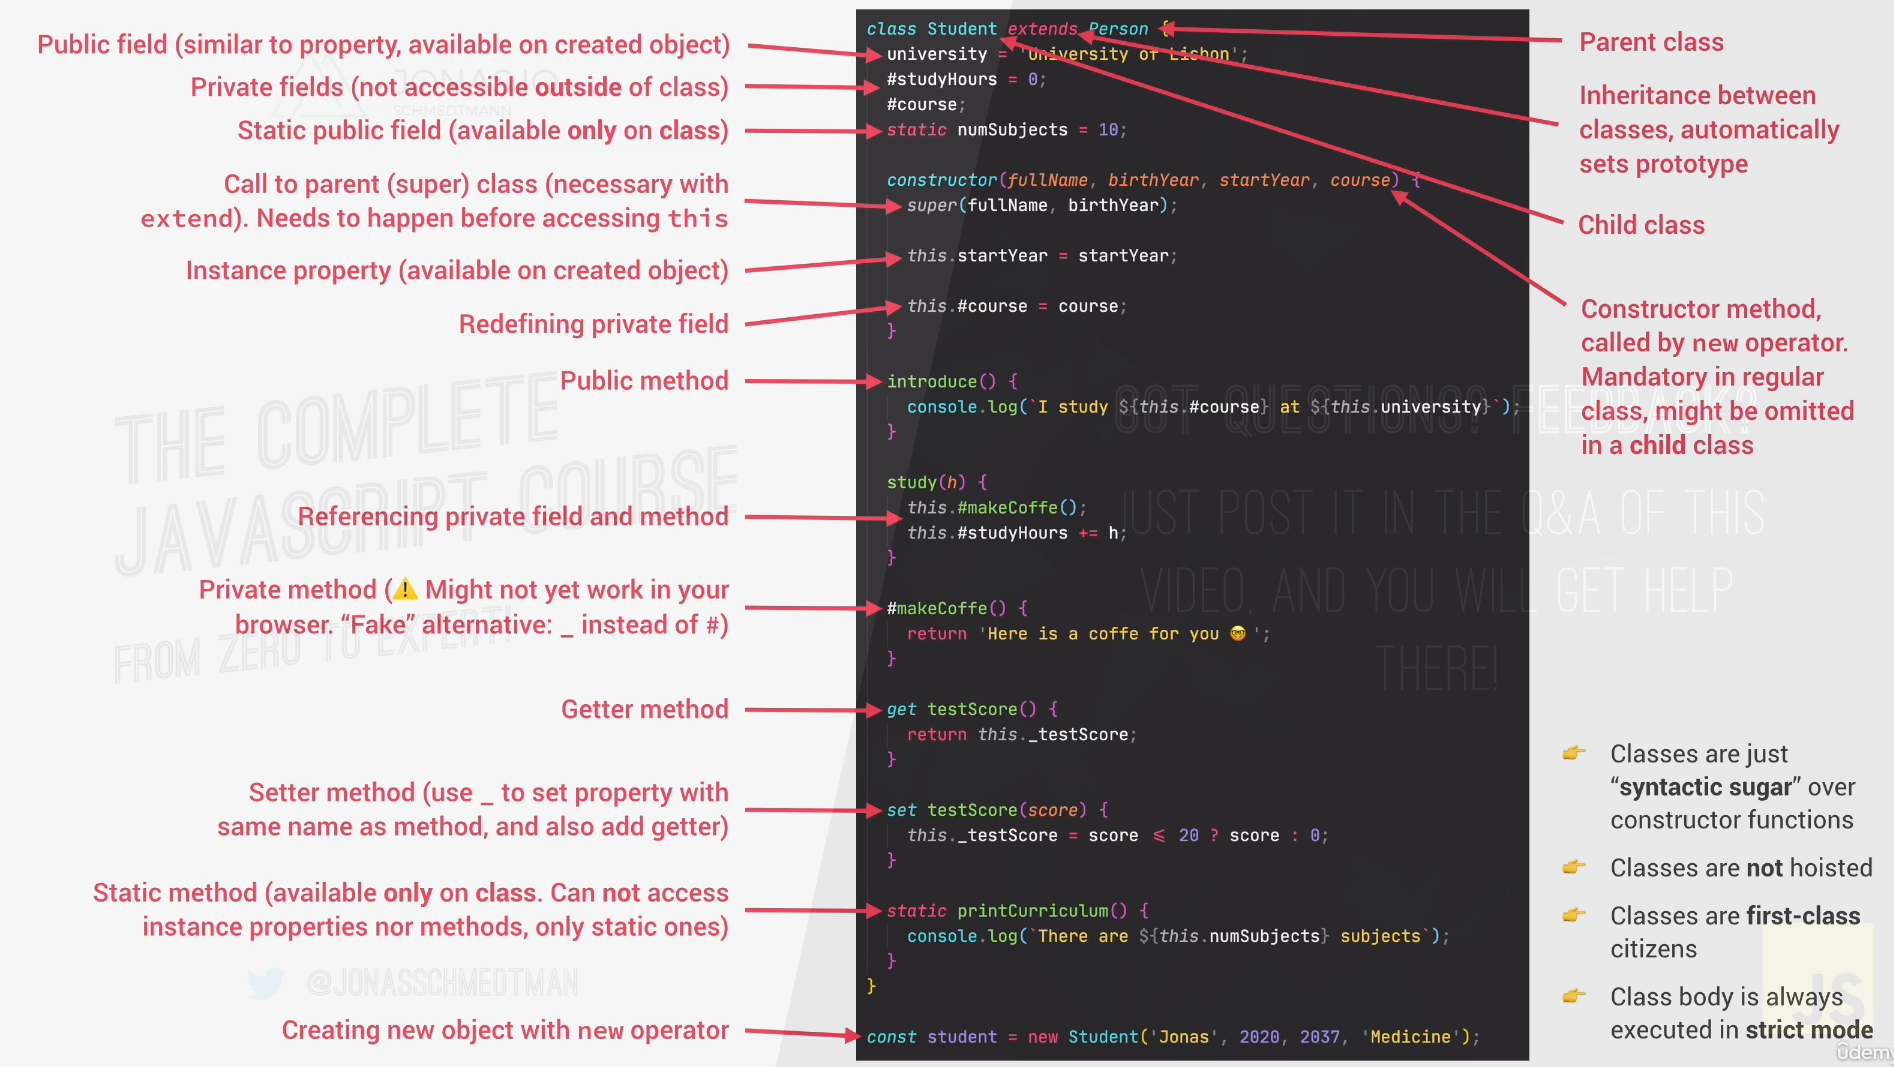 Public field (similar to property, available on created object)
Private fields (not accessible outside of class)
Static public field (available only on class)
Call to parent (super) class (necessary with
extend). Needs to happen before accessing this
Instance property (available on created object)
Redefining private field
Public method
Referencing private field and method
Private method (⚠️ Might not yet work in your
browser. “Fake” alternative: _ instead of #)
Getter method
Setter method (use _ to set property with
same name as method, and also add getter)
Static method (available only on class. Can not access
instance properties nor methods, only static ones)
Creating new object with new operator
class Student extends Person {
university = 'University of Lisbon';
#studyHours = 0;
#course;
static numSubjects = 10;
constructor(fullName, birthYear, startYear, course) {
super(fullName, birthYear);
this.startYear = startYear;
this.#course = course;
}
introduce() {
console.log(`I study ${this.#course} at ${this.university}`);
}
study(h) {
this.#makeCoffe();
this.#studyHours += h;
}
#makeCoffe() {
return 'Here is a coffe for you 🤓';
}
get testScore() {
return this._testScore;
}
set testScore(score) {
this._testScore = score <= 20 ? score : 0;
}
static printCurriculum() {
console.log(`There are ${this.numSubjects} subjects`);
}
}
const student = new Student('Jonas', 2020, 2037, 'Medicine');
Parent class
Inheritance between
classes, automatically
sets prototype
Child class
Constructor method,
called by new operator.
Mandatory in regular
class, might be omitted
in a child class
👉 Classes are just
“syntactic sugar” over
constructor functions
👉 Classes are not hoisted
👉 Classes are first-class
citizens
👉 Class body is always
executed in strict mode
THE COMPLETE
JAVASCRIPT COURSE
FROM ZERO TO EXPERT!
@JONASSCHMEDTMAN
SCHMEDTMANN
GOT QUESTIONS? FEEDBACK?
JUST POST IT IN THE Q&A OF THIS
VIDEO, AND YOU WILL GET HELP
THERE!
JS
ûdemy